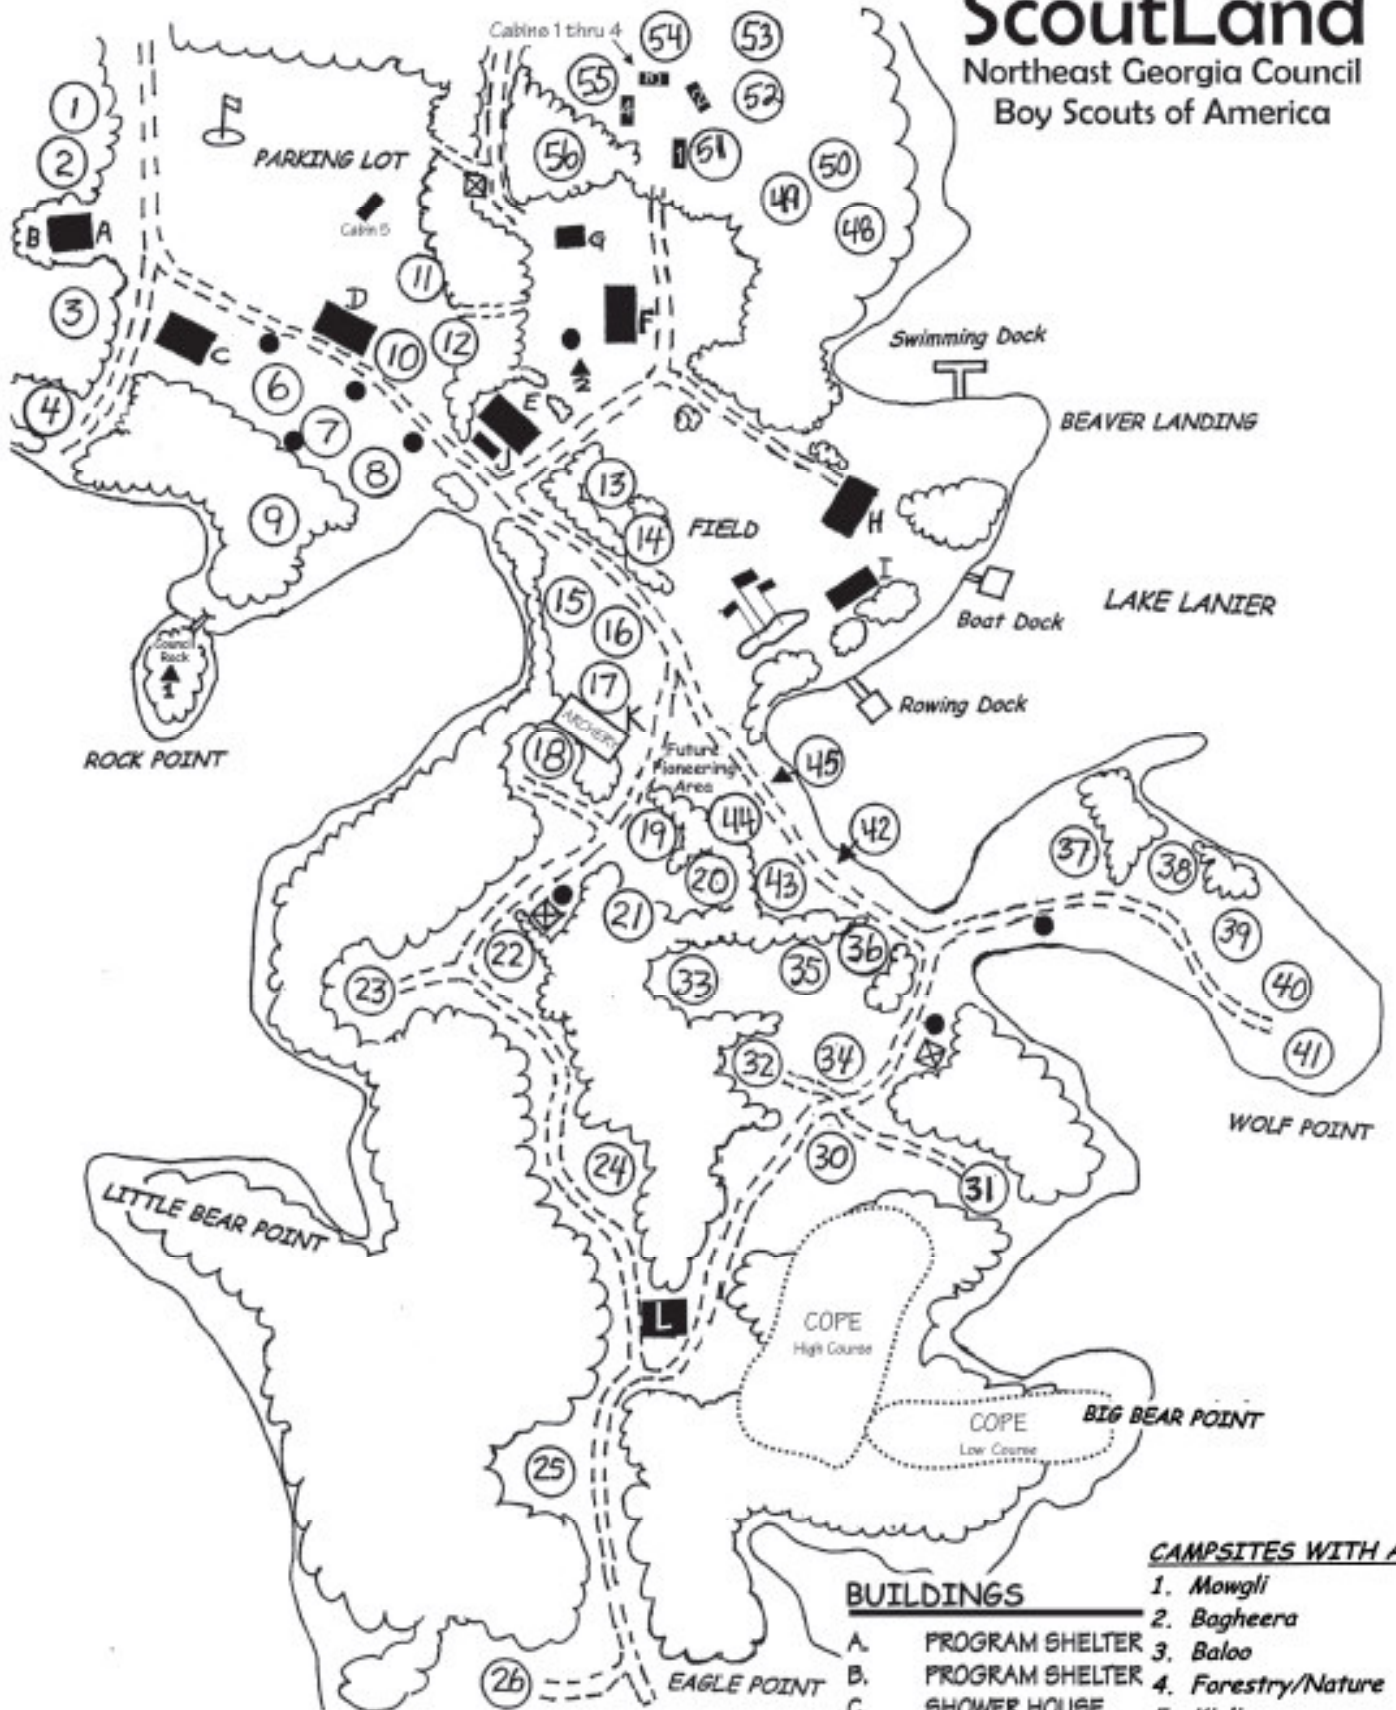 ScoutLand
Northeast Georgia Council
Boy Scouts of America
Cabins 1 thru 4
54
53
55
52
1
56
1
51
2
PARKING LOT
50
49
B
A
Cabin 5
G
48
11
3
D
F
C
10
12
Swimming Dock
6
2
4
E
BEAVER LANDING
7
J
8
13
9
14
FIELD
H
I
15
LAKE LANIER
16
Boat Dock
Council
Rock
1
17
Rowing Dock
ARCHERY
K
ROCK POINT
18
Future
Pioneering
Area
45
19
44
42
37
38
20
43
21
39
22
36
23
33
35
40
32
34
41
WOLF POINT
24
30
31
LITTLE BEAR POINT
L
COPE
High Course
COPE
Low Course
BIG BEAR POINT
25
26
EAGLE POINT
BUILDINGS
A. PROGRAM SHELTER
B. PROGRAM SHELTER
C. SHOWER HOUSE
CAMPSITES WITH A
1. Mowgli
2. Bagheera
3. Baloo
4. Forestry/Nature